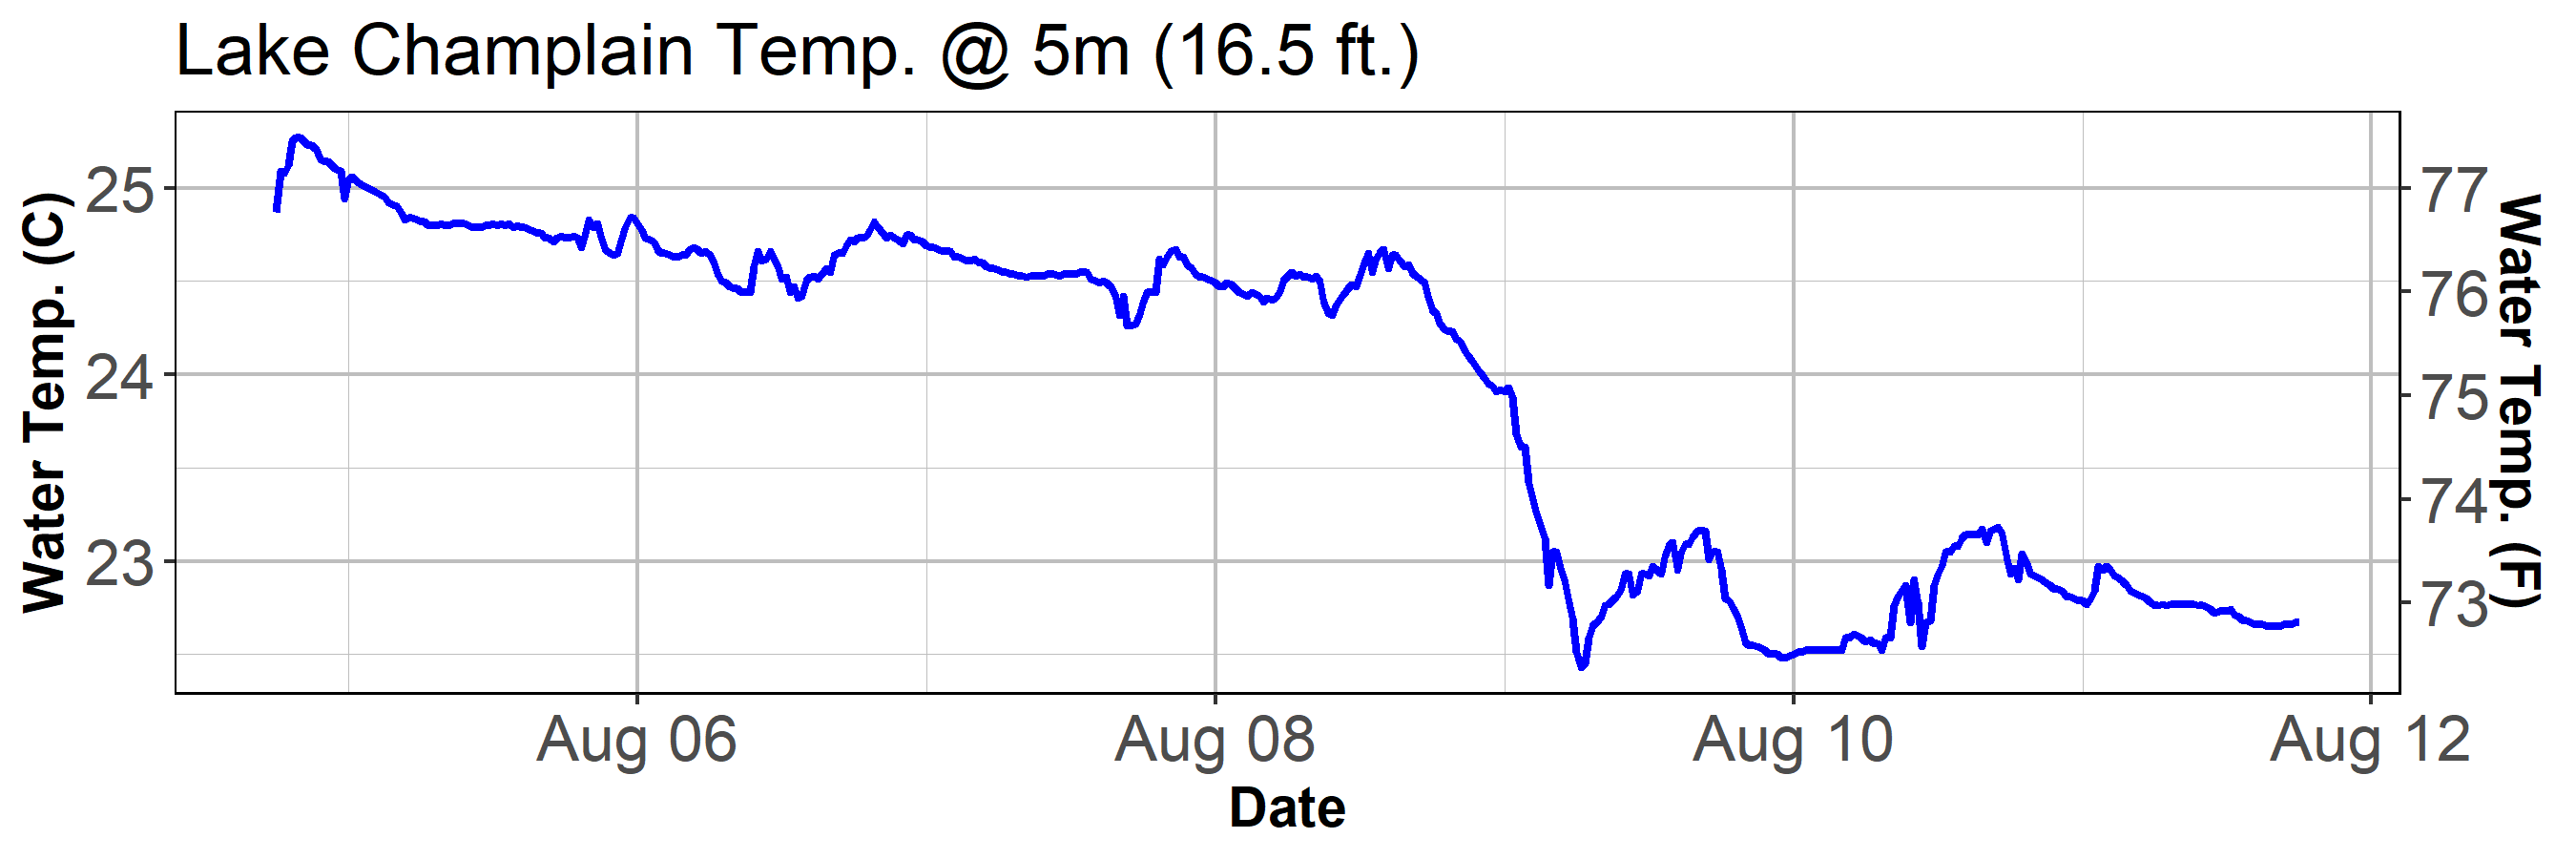 Lake Champlain Temp. @ 5m (16.5 ft.)
Water Temp. (C)
25
24
23
77
76
75
74
73
Water Temp. (F)
Aug 06 Aug 08 Aug 10 Aug 12
Date